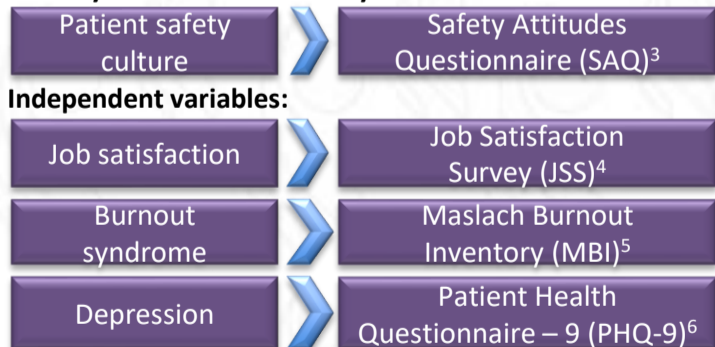 Patient safety
culture
Safety Attitudes
Questionnaire (SAQ)³
Independent variables:
Job satisfaction
Job Satisfaction
Survey (JSS)⁴
Burnout
syndrome
Maslach Burnout
Inventory (MBI)⁵
Depression
Patient Health
Questionnaire – 9 (PHQ-9)⁶